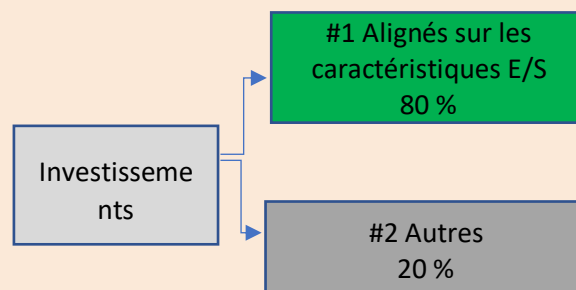 #1 Alignés sur les
caractéristiques E/S
80 %
Investisseme
nts
#2 Autres
20 %